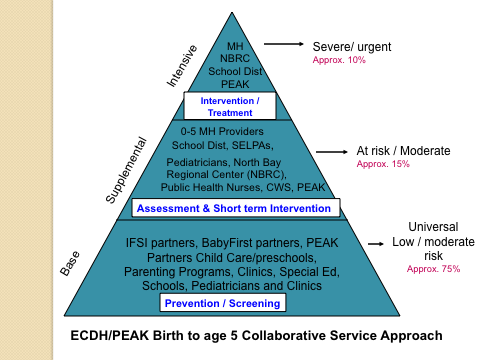 MH
NBRC
School Dist
PEAK
Intensive
Severe/ urgent
Approx. 10%
Intervention /
Treatment
0-5 MH Providers
School Dist, SELPAs,
Pediatricians, North Bay
Regional Center (NBRC),
Public Health Nurses, CWS, PEAK
Supplemental
At risk / Moderate
Approx. 15%
Assessment & Short term Intervention
IFSI partners, BabyFirst partners, PEAK
Partners Child Care/preschools,
Parenting Programs, Clinics, Special Ed,
Schools, Pediatricians and Clinics
Base
Universal
Low / moderate
risk
Approx. 75%
Prevention / Screening
ECDH/PEAK Birth to age 5 Collaborative Service Approach